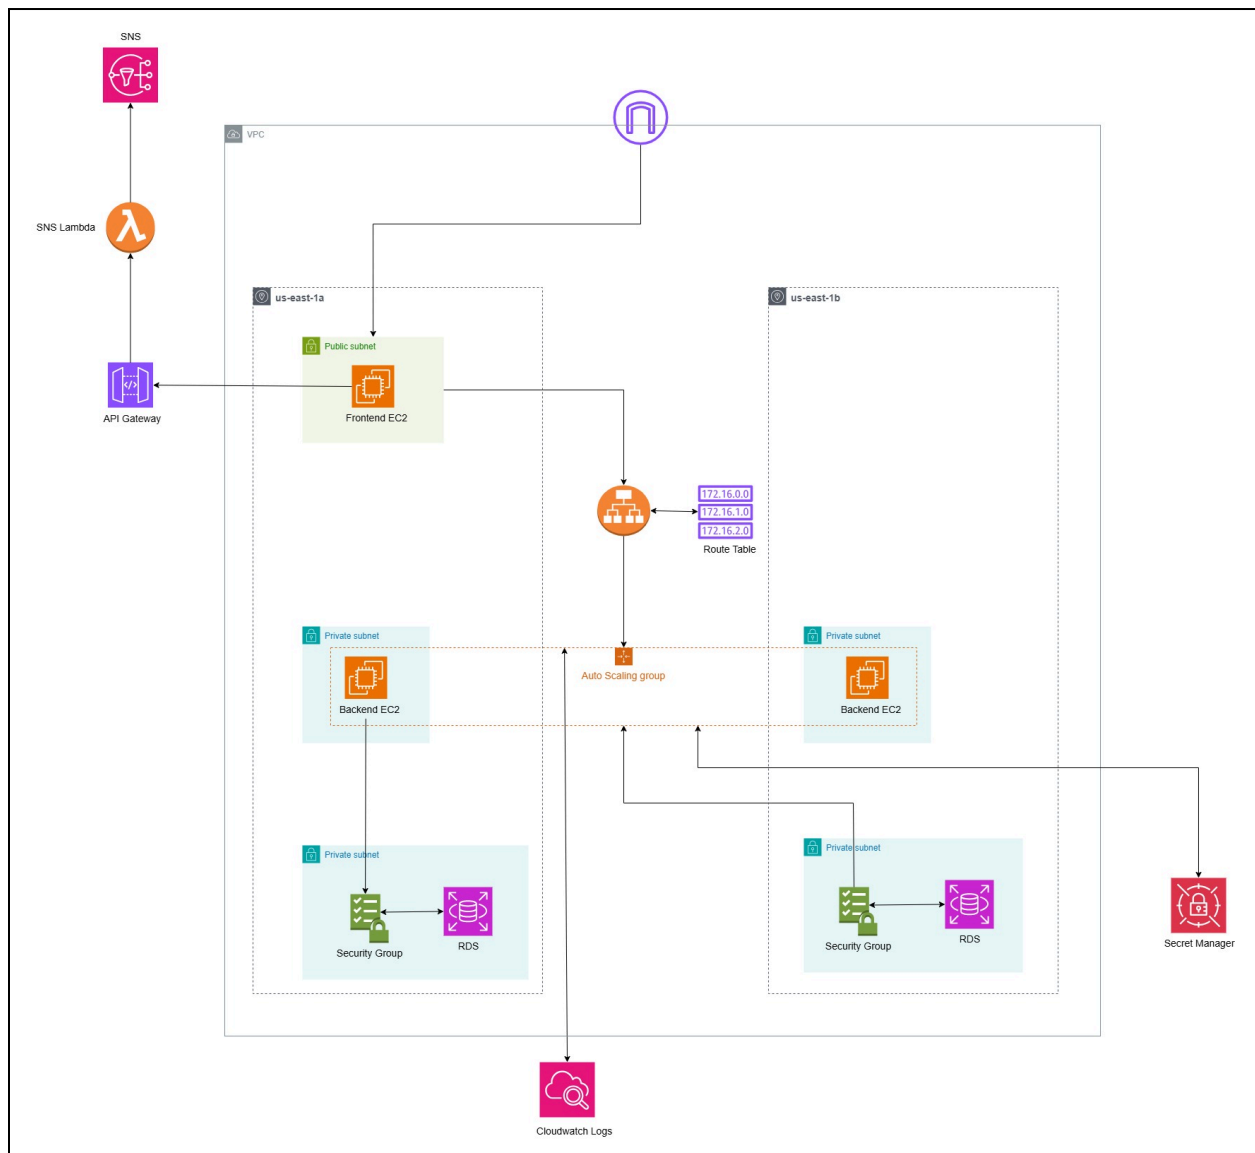 SNS
VPC
SNS Lambda
us-east-1a
us-east-1b
Public subnet
API Gateway
Frontend EC2
172.16.0.0
172.16.1.0
172.16.2.0
Route Table
Private subnet
Private subnet
Auto Scaling group
Backend EC2
Backend EC2
Private subnet
Private subnet
Security Group
RDS
Security Group
RDS
Secret Manager
Cloudwatch Logs